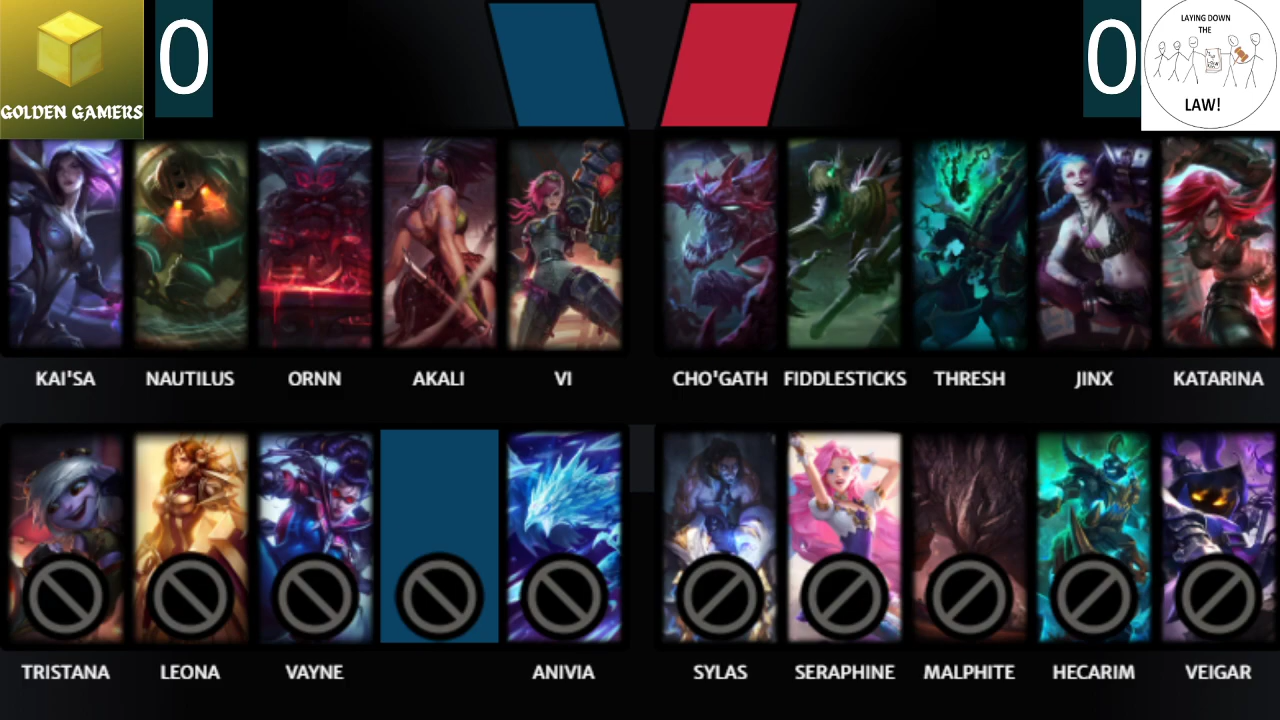 GOLDEN GAMERS
0
0
LAYING DOWN
THE
LAW!
KAI'SA NAUTILUS ORNN AKALI VI
CHO'GATH FIDDLESTICKS THRESH JINX KATARINA
TRISTANA LEONA VAYNE ANIVIA
SYLAS SERAPHINE MALPHITE HECARIM VEIGAR